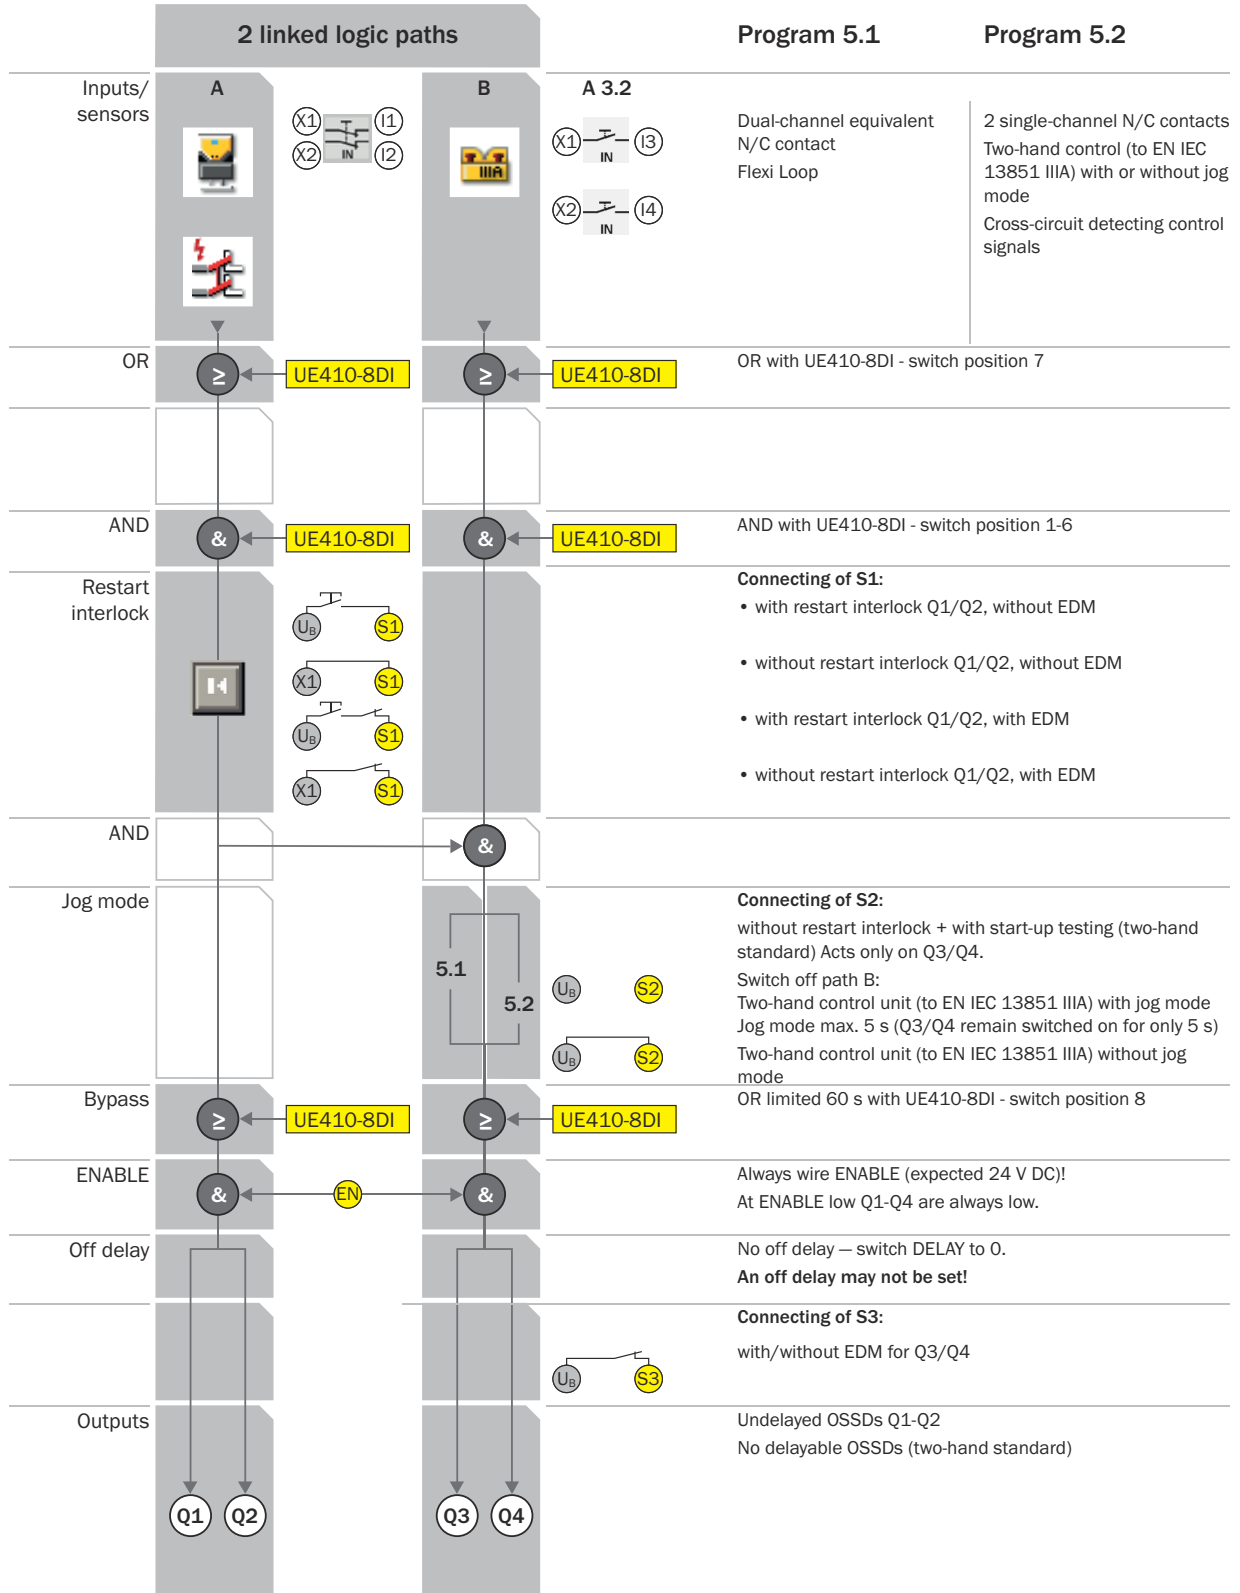 2 linked logic paths
Program 5.1
Program 5.2
Inputs/
sensors
A
X1
I1
X2
I2
IN
B
IIIA
A 3.2
X1
I3
IN
X2
I4
IN
Dual-channel equivalent
N/C contact
Flexi Loop
2 single-channel N/C contacts
Two-hand control (to EN IEC
13851 IIIA) with or without jog
mode
Cross-circuit detecting control
signals
OR
≥
UE410-8DI
≥
UE410-8DI
OR with UE410-8DI - switch position 7
AND
&
UE410-8DI
&
UE410-8DI
AND with UE410-8DI - switch position 1-6
Restart
interlock
UB
S1
X1
S1
UB
S1
X1
S1
Connecting of S1:
• with restart interlock Q1/Q2, without EDM
• without restart interlock Q1/Q2, without EDM
• with restart interlock Q1/Q2, with EDM
• without restart interlock Q1/Q2, with EDM
AND
&
Jog mode
5.1
5.2
UB
S2
UB
S2
Connecting of S2:
without restart interlock + with start-up testing (two-hand
standard) Acts only on Q3/Q4.
Switch off path B:
Two-hand control unit (to EN IEC 13851 IIIA) with jog mode
Jog mode max. 5 s (Q3/Q4 remain switched on for only 5 s)
Two-hand control unit (to EN IEC 13851 IIIA) without jog
mode
Bypass
≥
UE410-8DI
≥
UE410-8DI
OR limited 60 s with UE410-8DI - switch position 8
ENABLE
&
EN
&
Always wire ENABLE (expected 24 V DC)!
At ENABLE low Q1-Q4 are always low.
Off delay
No off delay — switch DELAY to 0.
An off delay may not be set!
UB
S3
Connecting of S3:
with/without EDM for Q3/Q4
Outputs
Undelayed OSSDs Q1-Q2
No delayable OSSDs (two-hand standard)
Q1
Q2
Q3
Q4